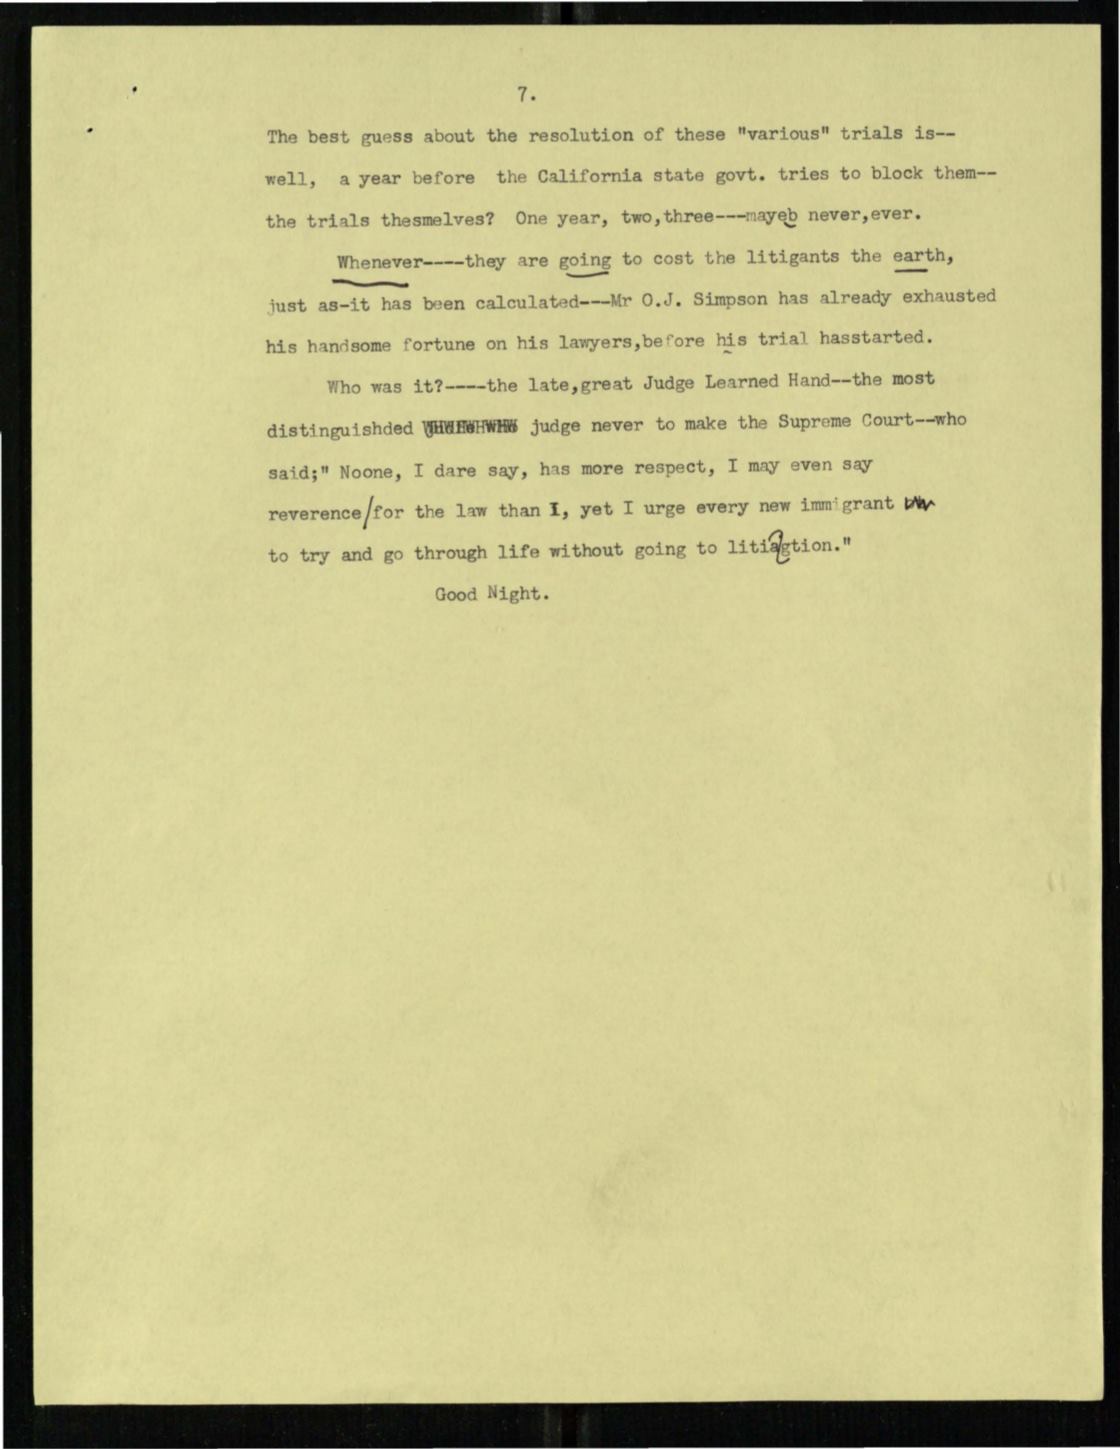 7.
The best guess about the resolution of these "various" trials is--
well, a year before the California state govt. tries to block them--
the trials thesmelves? One year, two,three---mayeb never,ever.
Whenever----they are going to cost the litigants the earth,
just as-it has been calculated---Mr O.J. Simpson has already exhausted
his handsome fortune on his lawyers,before his trial hasstarted.
Who was it?----the late,great Judge Learned Hand--the most
distinguishded judge never to make the Supreme Court--who
said;" Noone, I dare say, has more respect, I may even say
reverence/for the law than I, yet I urge every new immigrant
to try and go through life without going to litiagtion."
Good Night.